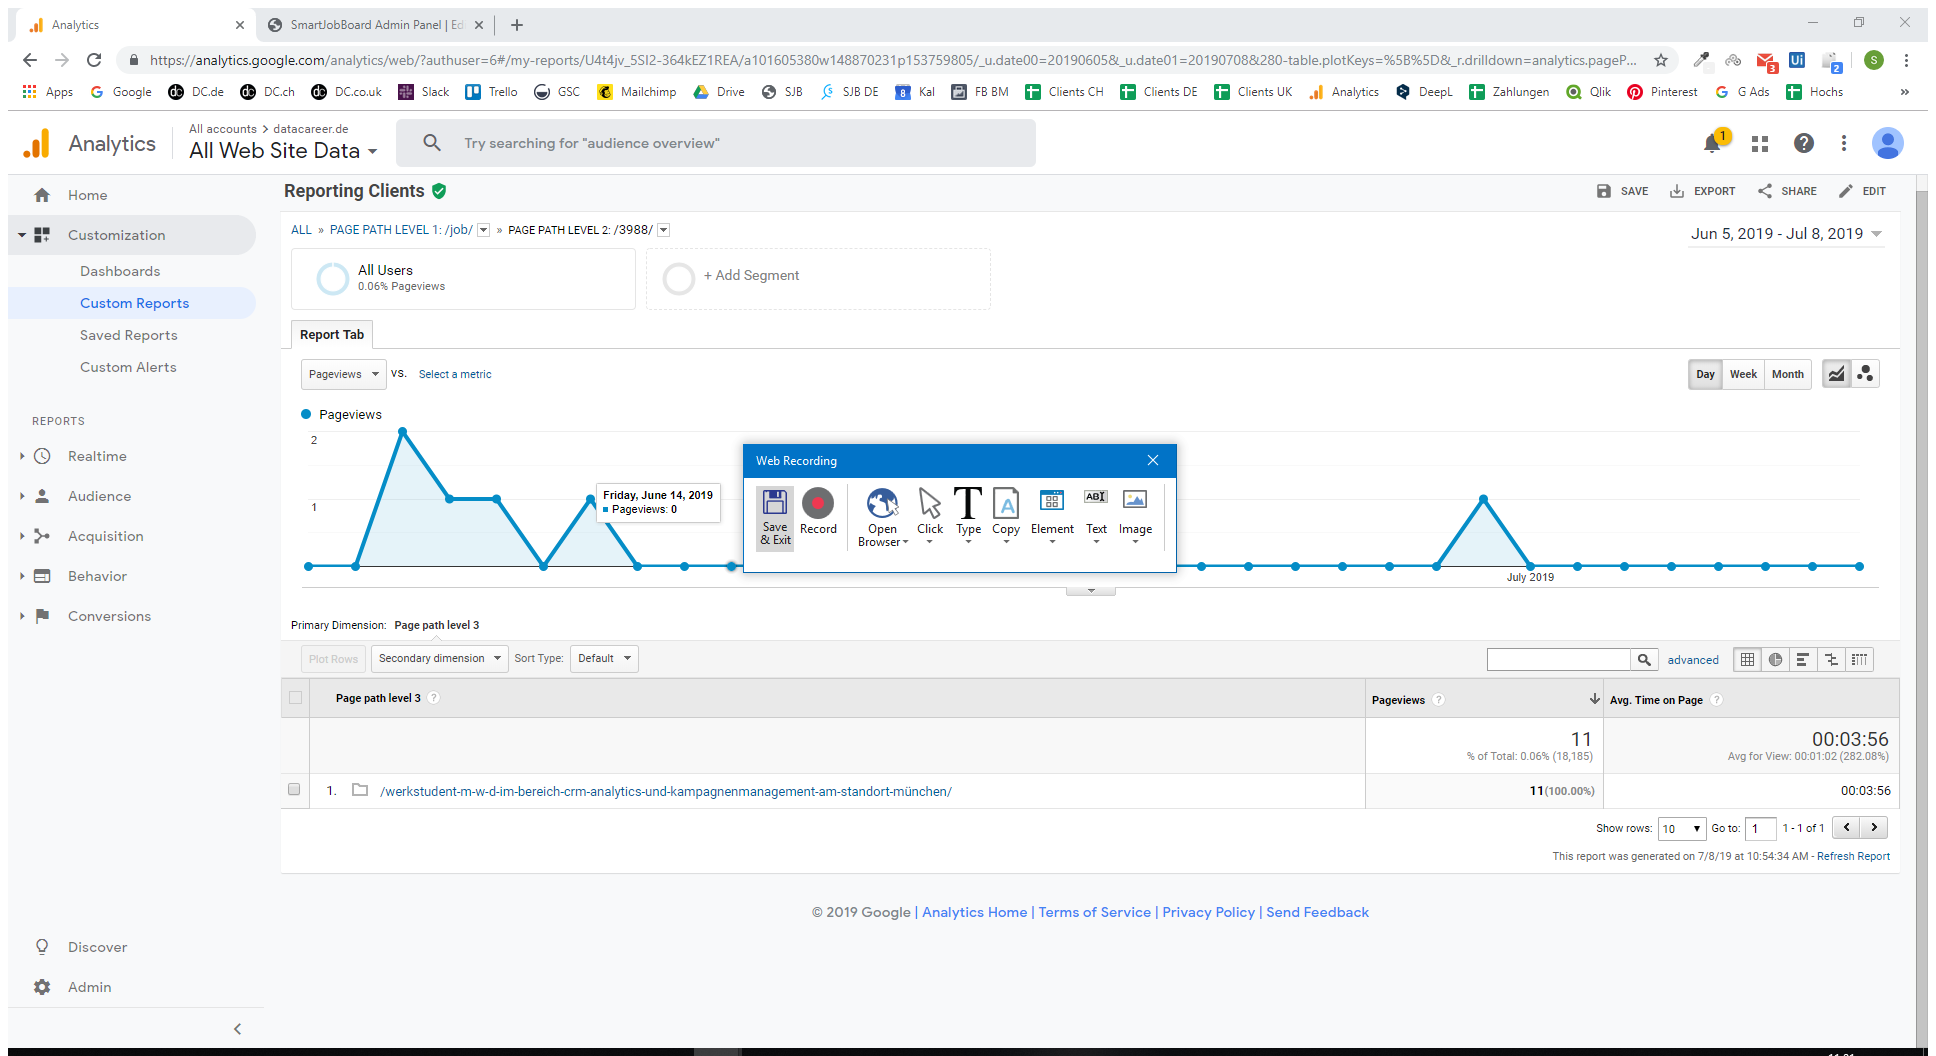 Analytics
SmartJobBoard Admin Panel | Ed
https://analytics.google.com/analytics/web/?authuser=6#/my-reports/U4t4jv_5SI2-364kEZ1REA/a101605380w148870231p153759805/_u.date00=20190605&_u.date01=20190708&280-table.plotKeys=%5B%5D&_r.drilldown=analytics.pageP...
3
Ui
2
S
Apps
Google
DC.de
DC.ch
DC.co.uk
Slack
Trello
GSC
Mailchimp
Drive
SJB
SJB DE
8
Kal
FB BM
Clients CH
Clients DE
Clients UK
Analytics
DeepL
Zahlungen
Qlik
Pinterest
G Ads
Hochs
»
Analytics
All accounts > datacareer.de
All Web Site Data
Try searching for "audience overview"
1
Home
Customization
Dashboards
Custom Reports
Saved Reports
Custom Alerts
REPORTS
Realtime
Audience
Acquisition
Behavior
Conversions
Discover
Admin
Reporting Clients
SAVE
EXPORT
SHARE
EDIT
ALL » PAGE PATH LEVEL 1: /job/ » PAGE PATH LEVEL 2: /3988/
Jun 5, 2019 - Jul 8, 2019
All Users
0.06% Pageviews
+ Add Segment
Report Tab
Pageviews
VS.
Select a metric
Day
Week
Month
Pageviews
2
1
Friday, June 14, 2019
Pageviews: 0
July 2019
Web Recording
Save
& Exit
Record
Open
Browser
Click
Type
Copy
Element
Text
Image
Primary Dimension: Page path level 3
Plot Rows
Secondary dimension
Sort Type:
Default
advanced
Page path level 3 ?
Pageviews ?
Avg. Time on Page ?
11
% of Total: 0.06% (18,185)
00:03:56
Avg for View: 00:01:02 (282.08%)
1. /werkstudent-m-w-d-im-bereich-crm-analytics-und-kampagnenmanagement-am-standort-münchen/
11(100.00%)
00:03:56
Show rows: 10 Go to: 1 1 - 1 of 1
This report was generated on 7/8/19 at 10:54:34 AM - Refresh Report
© 2019 Google | Analytics Home | Terms of Service | Privacy Policy | Send Feedback